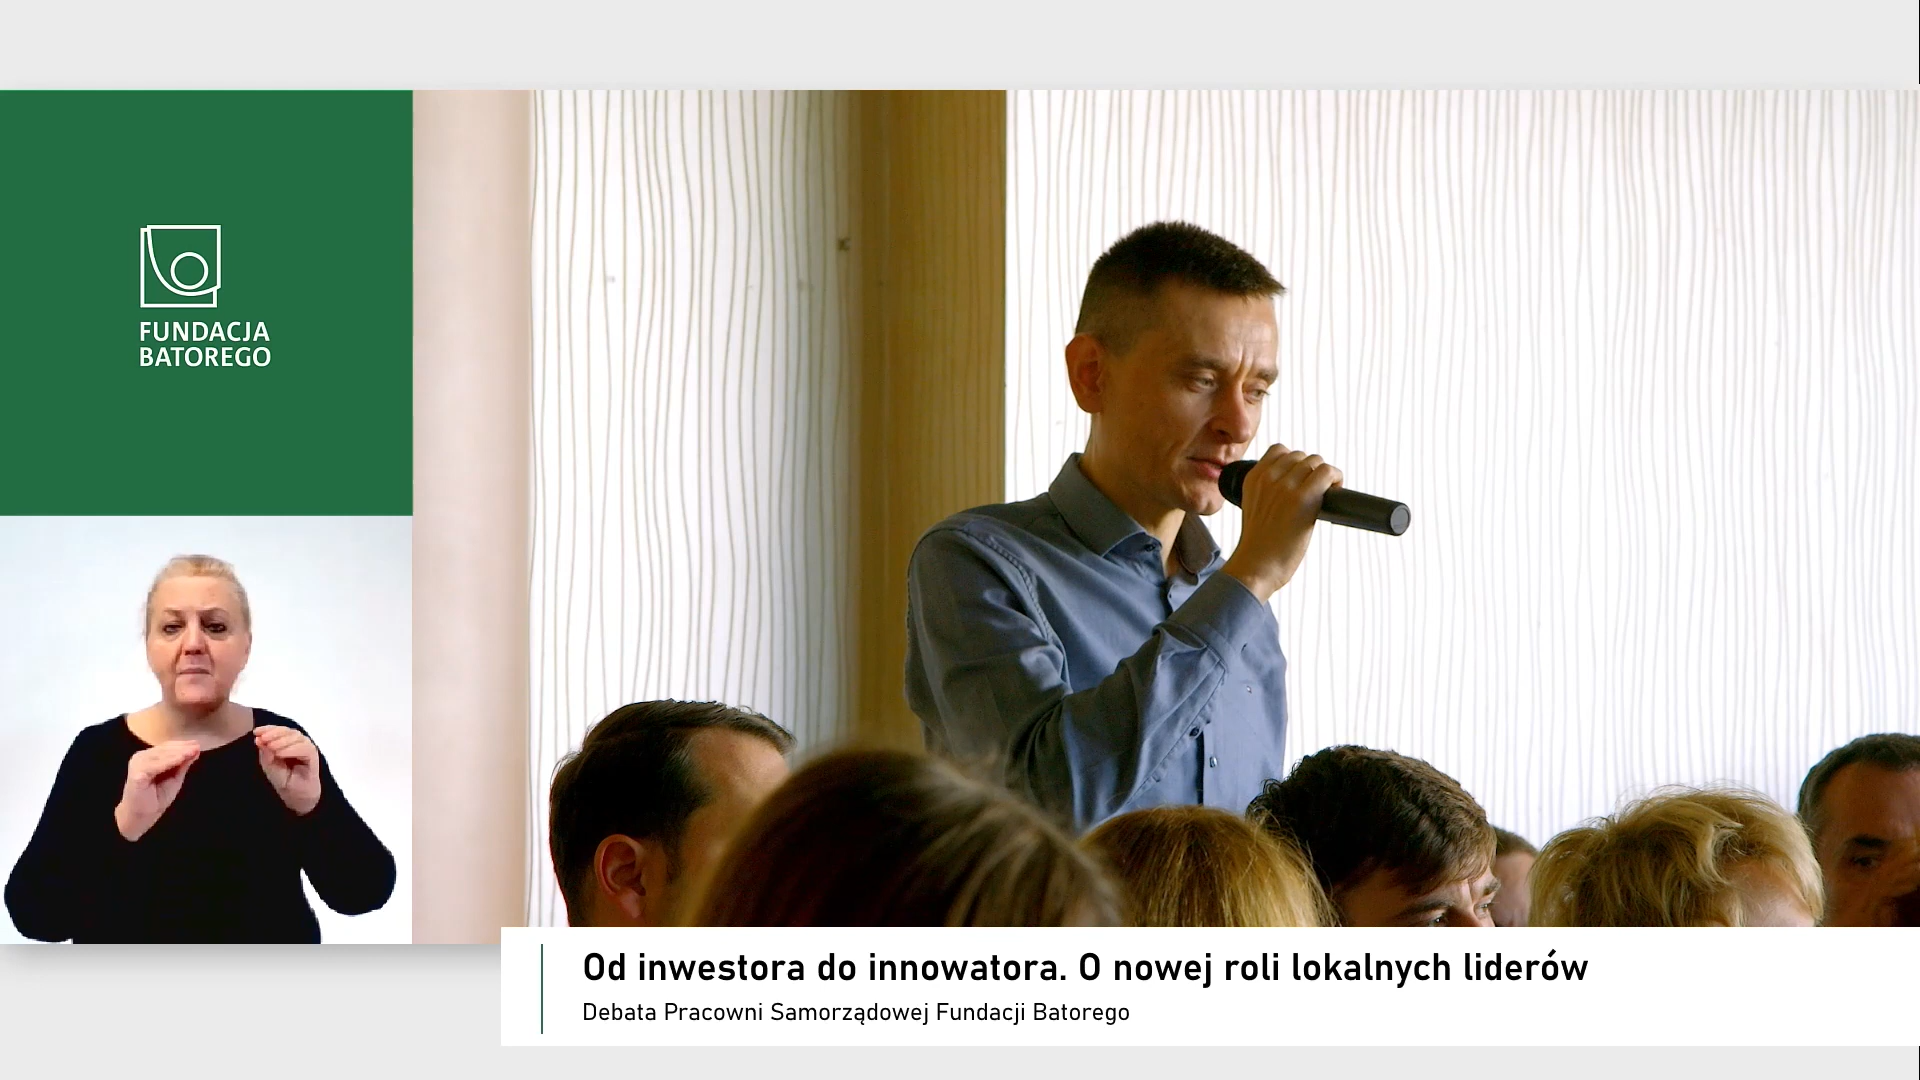 FUNDACJA
BATOREGO
Od inwestora do innowatora. O nowej roli lokalnych liderów
Debata Pracowni Samorządowej Fundacji Batorego